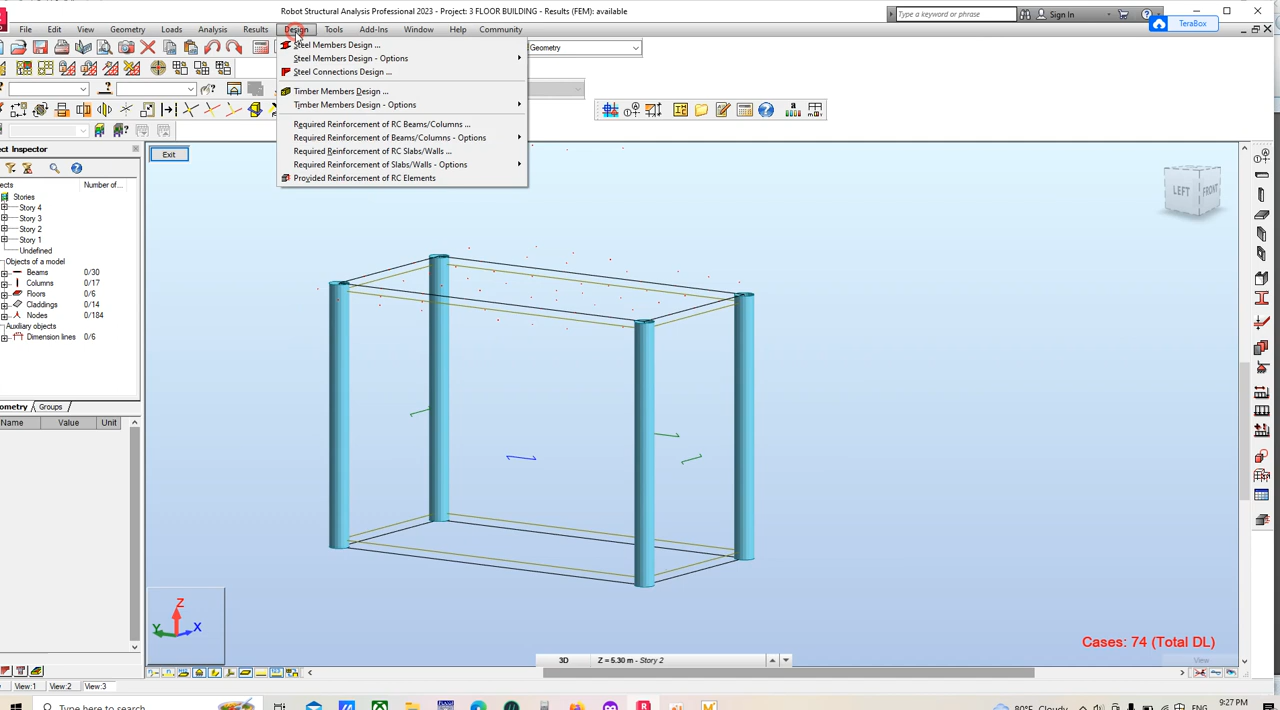 Robot Structural Analysis Professional 2023 - Project: 3 FLOOR BUILDING - Results (FEM): available
Type a keyword or phrase
Sign In
TeraBox
File Edit View Geometry Loads Analysis Results Design Tools Add-Ins Window Help Community
Geometry
Steel Members Design ...
Steel Members Design - Options
Steel Connections Design ...
Timber Members Design ...
Timber Members Design - Options
Required Reinforcement of RC Beams/Columns ...
Required Reinforcement of Beams/Columns - Options
Required Reinforcement of RC Slabs/Walls ...
Required Reinforcement of Slabs/Walls - Options
Provided Reinforcement of RC Elements
ect Inspector
Exit
ects Number of...
Stories
Story 4
Story 3
Story 2
Story 1
Undefined
Objects of a model
Beams 0/30
Columns 0/17
Floors 0/6
Claddings 0/14
Nodes 0/184
Auxiliary objects
Dimension lines 0/6
eometry Groups
Name Value Unit
LEFT FRONT
Z
Y X
Cases: 74 (Total DL)
3D Z = 5.30 m - Story 2
View
View:1 View:2 View:3
Type here to search
80°F Cloudy ENG 9:27 PM